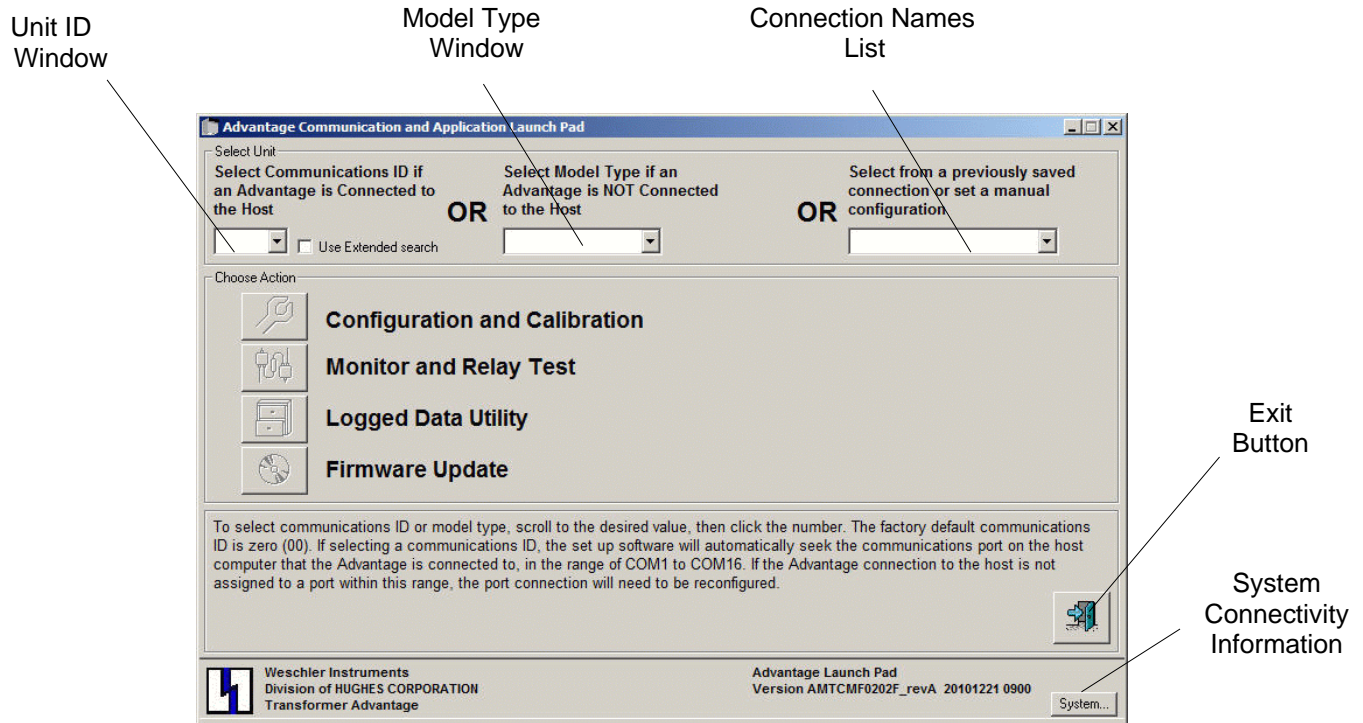 Unit ID
Window
Model Type
Window
Connection Names
List
Advantage Communication and Application Launch Pad
Select Unit
Select Communications ID if
an Advantage is Connected to
the Host
OR
Select Model Type if an
Advantage is NOT Connected
to the Host
OR
Select from a previously saved
connection or set a manual
configuration
Use Extended search
Choose Action
Configuration and Calibration
Monitor and Relay Test
Logged Data Utility
Firmware Update
Exit
Button
To select communications ID or model type, scroll to the desired value, then click the number. The factory default communications
ID is zero (00). If selecting a communications ID, the set up software will automatically seek the communications port on the host
computer that the Advantage is connected to, in the range of COM1 to COM16. If the Advantage connection to the host is not
assigned to a port within this range, the port connection will need to be reconfigured.
System
Connectivity
Information
Weschler Instruments
Division of HUGHES CORPORATION
Transformer Advantage
Advantage Launch Pad
Version AMTCMF0202F_revA 20101221 0900
System...